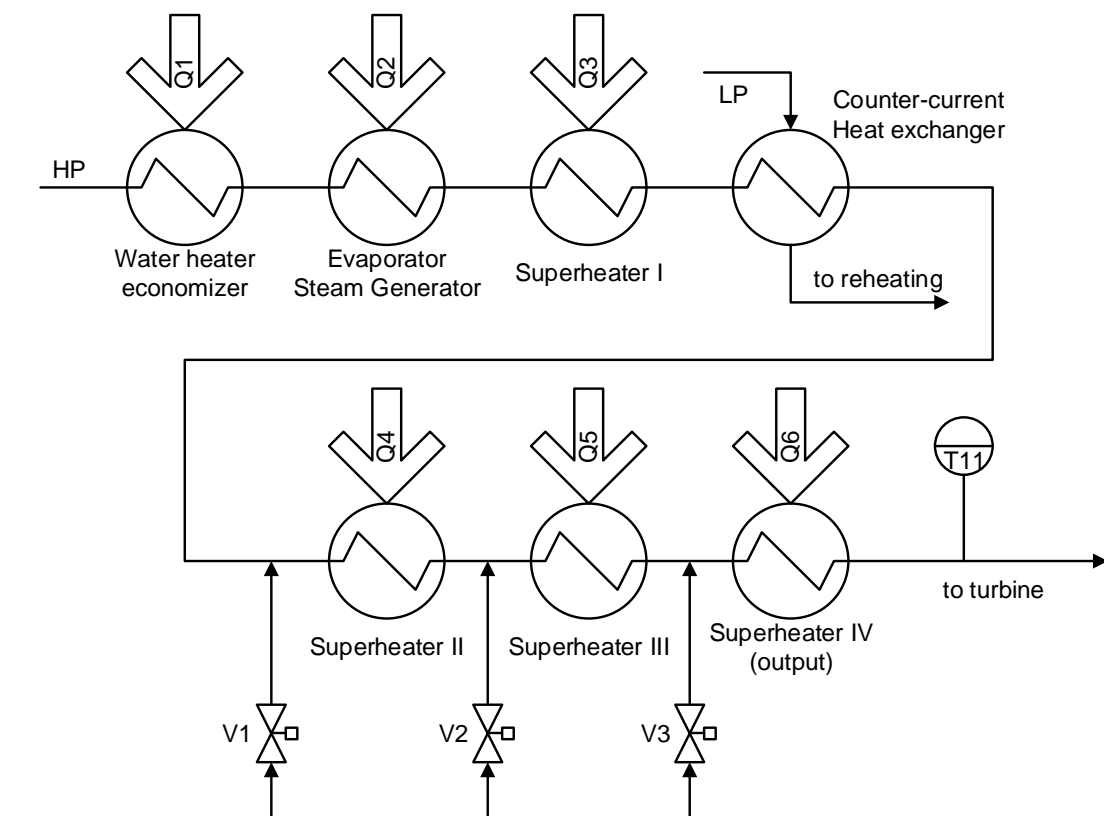 Q1
Q2
Q3
LP
Counter-current
Heat exchanger
HP
Water heater
economizer
Evaporator
Steam Generator
Superheater I
to reheating
Q4
Q5
Q6
T11
to turbine
Superheater II
Superheater III
Superheater IV
(output)
V1
V2
V3